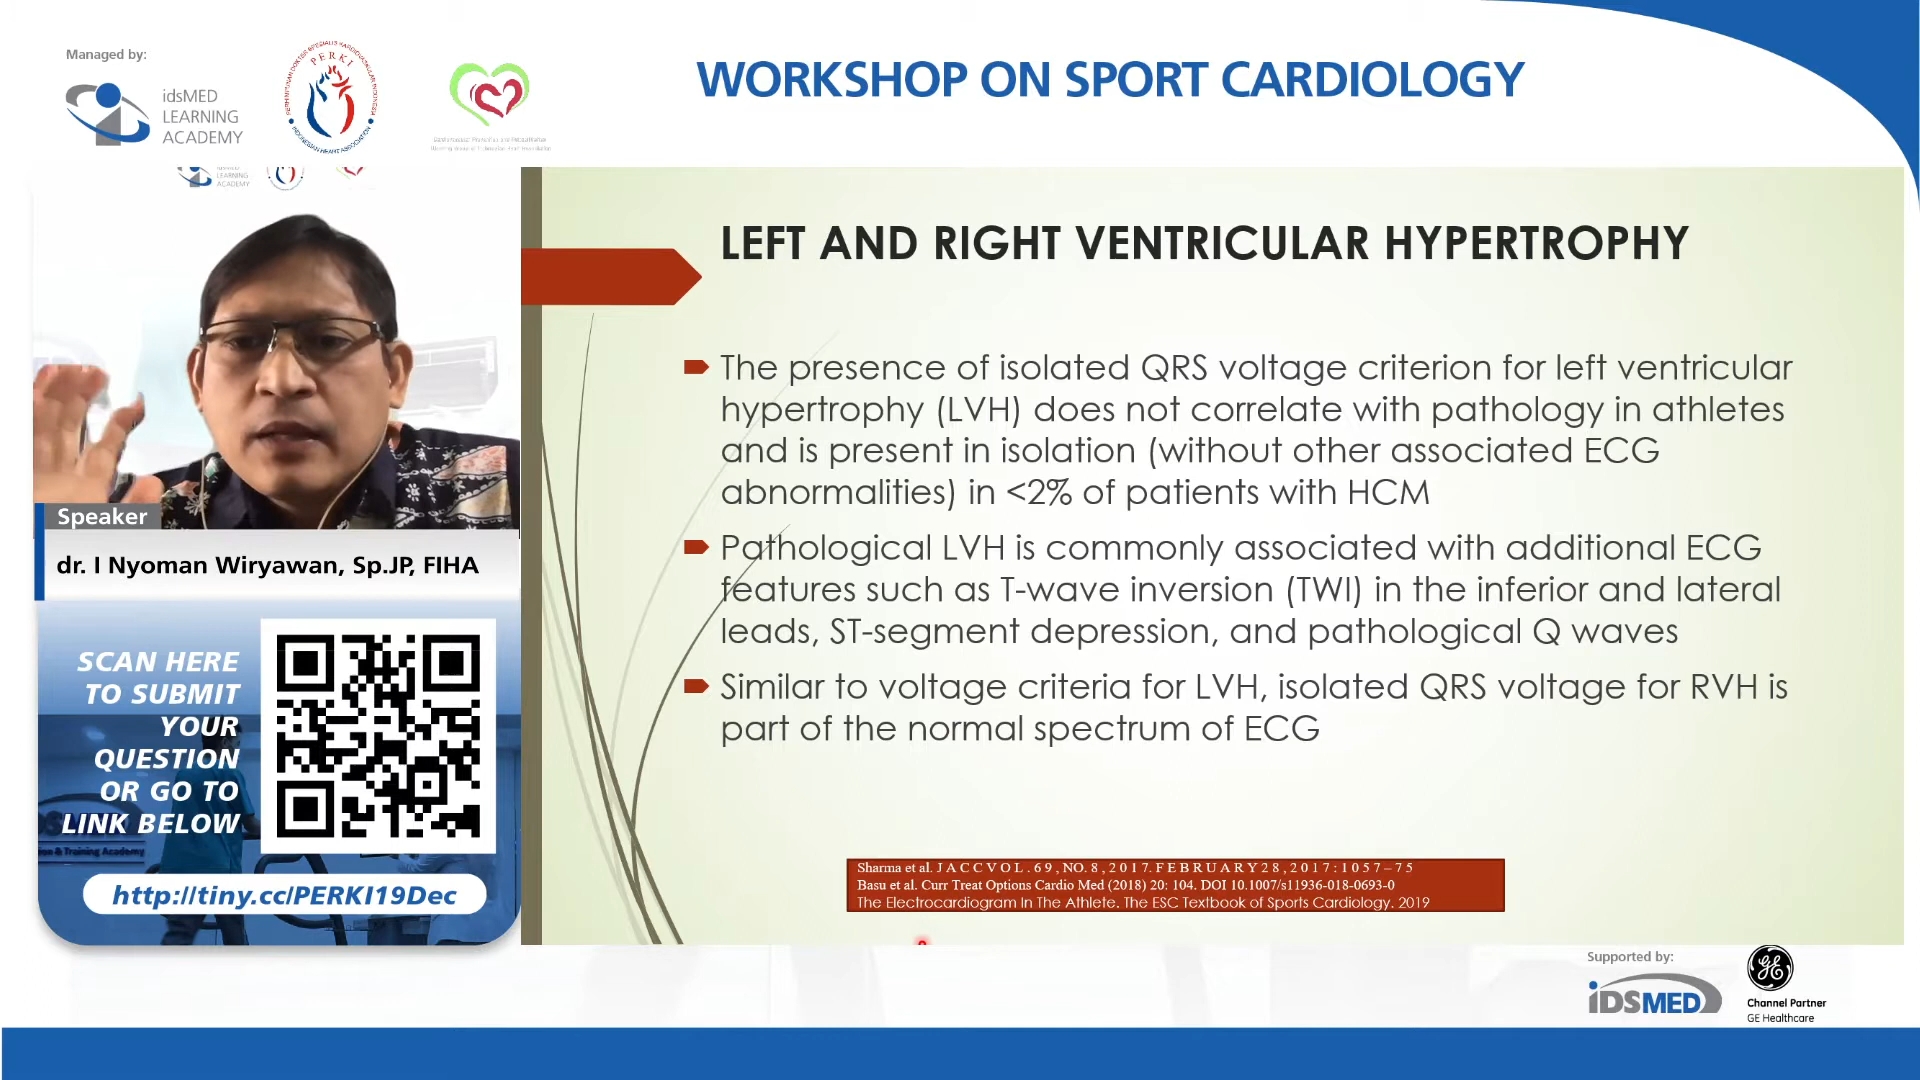 Managed by:
idsMED
LEARNING
ACADEMY
PERKI
INDONESIAN HEART ASSOCIATION
WORKSHOP ON SPORT CARDIOLOGY
LEARNING
ACADEMY
LEFT AND RIGHT VENTRICULAR HYPERTROPHY
The presence of isolated QRS voltage criterion for left ventricular
hypertrophy (LVH) does not correlate with pathology in athletes
and is present in isolation (without other associated ECG
abnormalities) in <2% of patients with HCM
Pathological LVH is commonly associated with additional ECG
features such as T-wave inversion (TWI) in the inferior and lateral
leads, ST-segment depression, and pathological Q waves
Similar to voltage criteria for LVH, isolated QRS voltage for RVH is
part of the normal spectrum of ECG
Sharma et al. J A C C V O L . 6 9 , NO. 8 , 2 0 1 7. F E B R U A R Y 2 8 , 2 0 1 7 : 1 0 5 7 – 7 5
Basu et al. Curr Treat Options Cardio Med (2018) 20: 104. DOI 10.1007/s11936-018-0693-0
The Electrocardiogram In The Athlete. The ESC Textbook of Sports Cardiology. 2019
Speaker
dr. I Nyoman Wiryawan, Sp.JP, FIHA
SCAN HERE
TO SUBMIT
YOUR
QUESTION
OR GO TO
LINK BELOW
& Training Academy
http://tiny.cc/PERKI19Dec
Supported by:
iDSMED
GE
Channel Partner
GE Healthcare